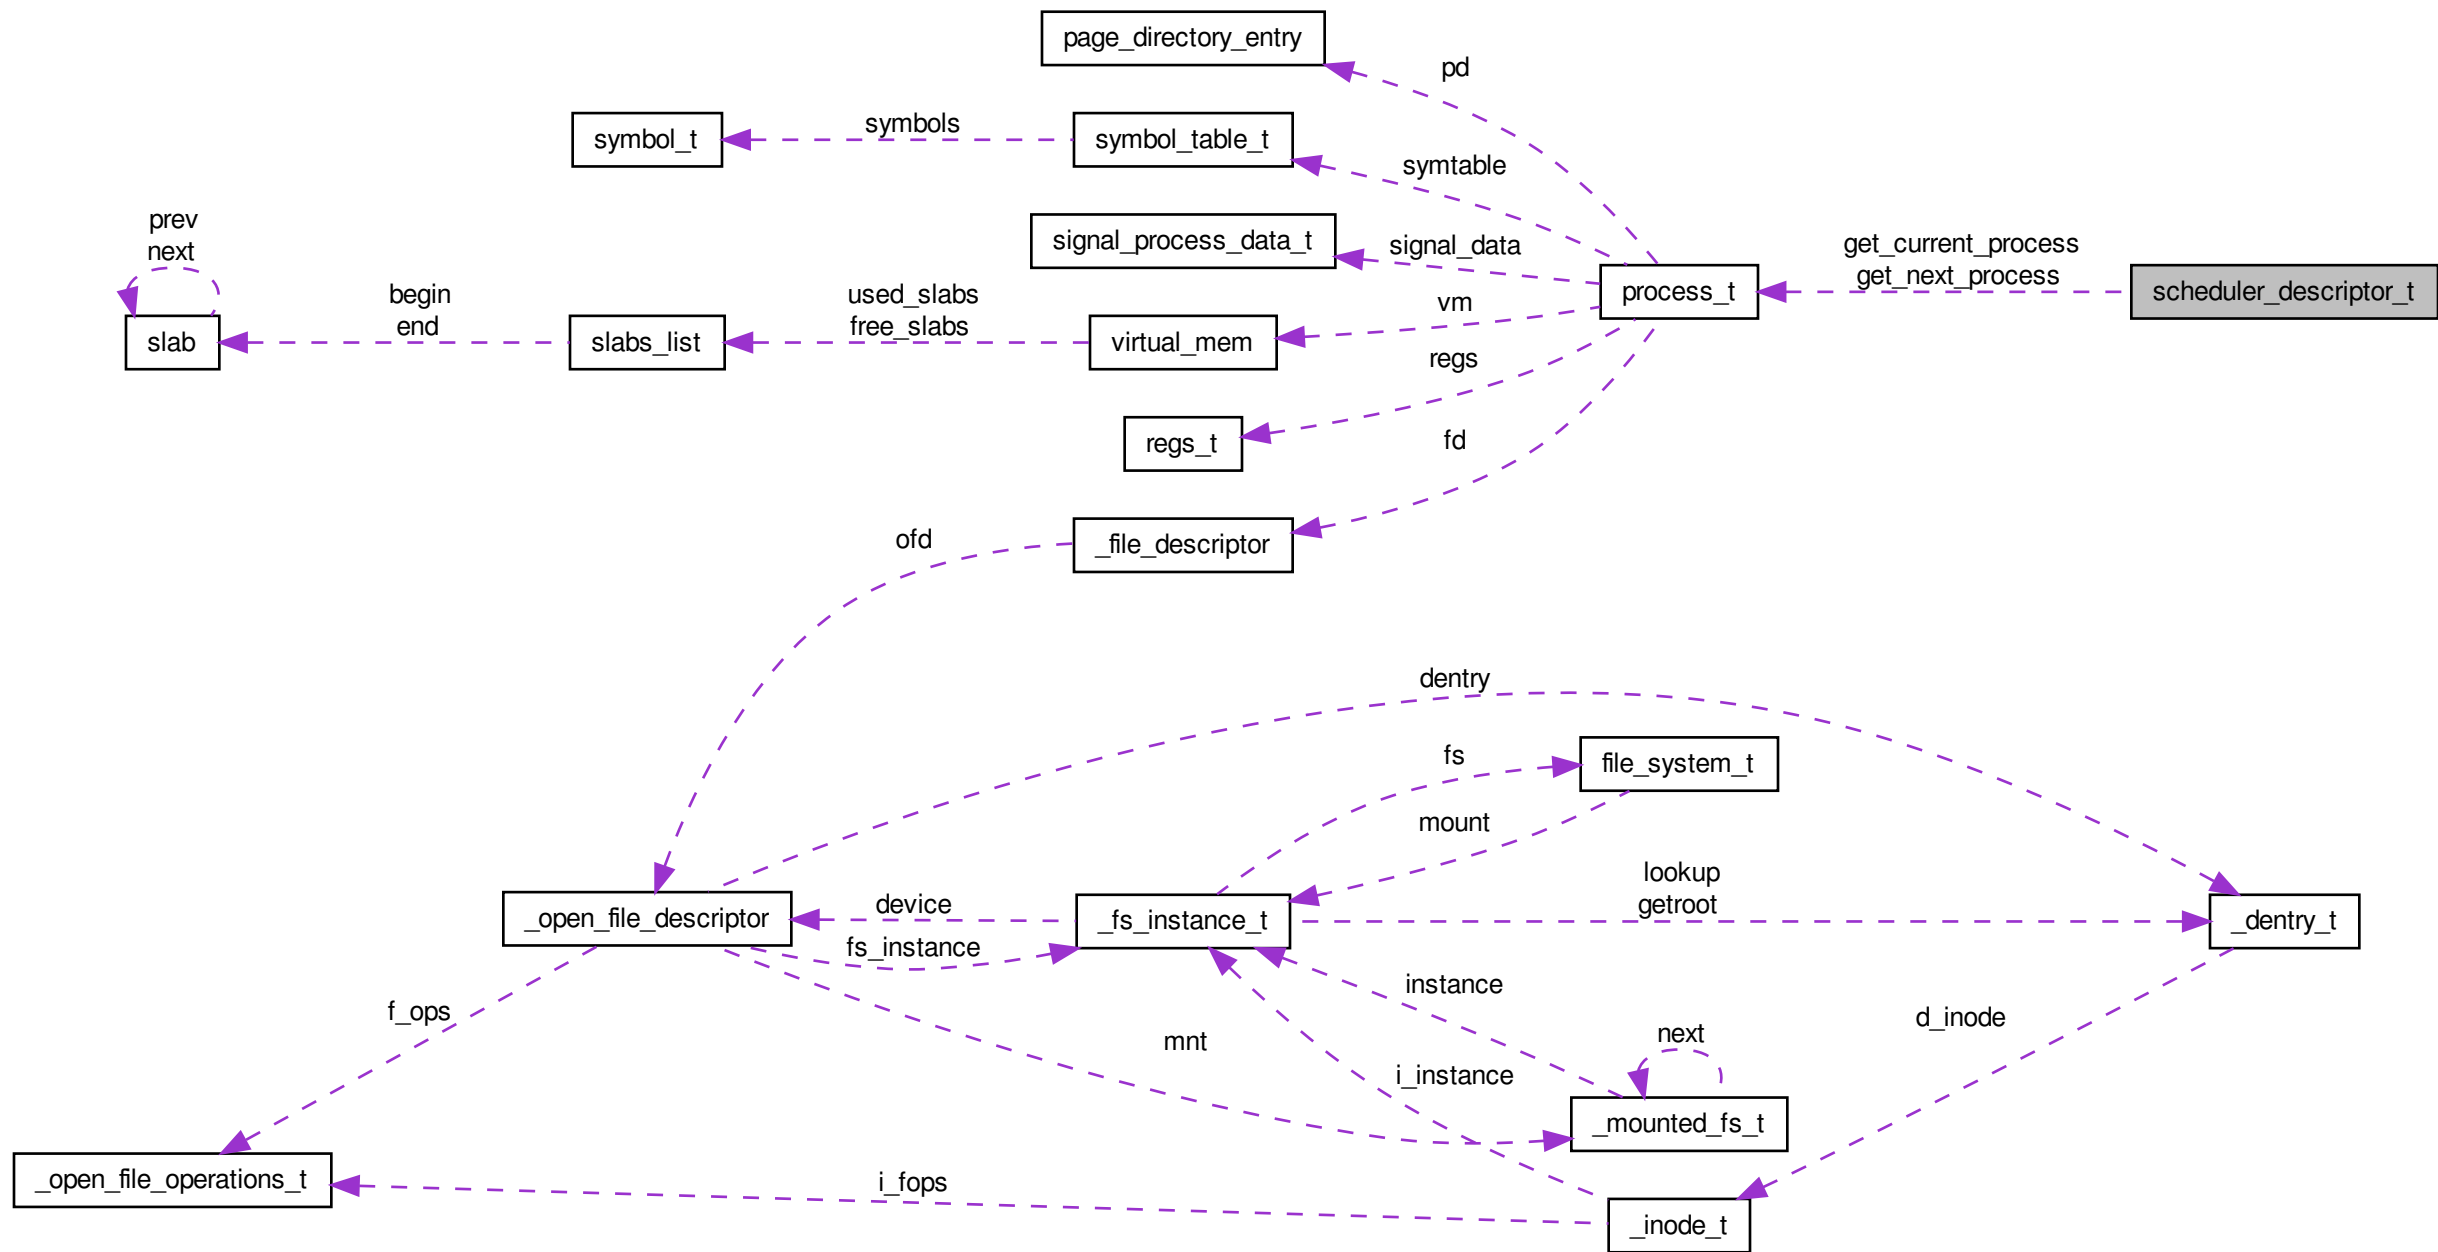 page_directory_entry
pd
symbol_t
symbols
symbol_table_t
symtable
prev
next
signal_process_data_t
signal_data
get_current_process
get_next_process
process_t
scheduler_descriptor_t
begin
end
used_slabs
free_slabs
vm
slab
slabs_list
virtual_mem
regs
regs_t
fd
ofd
_file_descriptor
dentry
fs
file_system_t
mount
lookup
getroot
_open_file_descriptor
device
fs_instance
_fs_instance_t
_dentry_t
f_ops
instance
d_inode
mnt
next
i_instance
_mounted_fs_t
_open_file_operations_t
i_fops
_inode_t